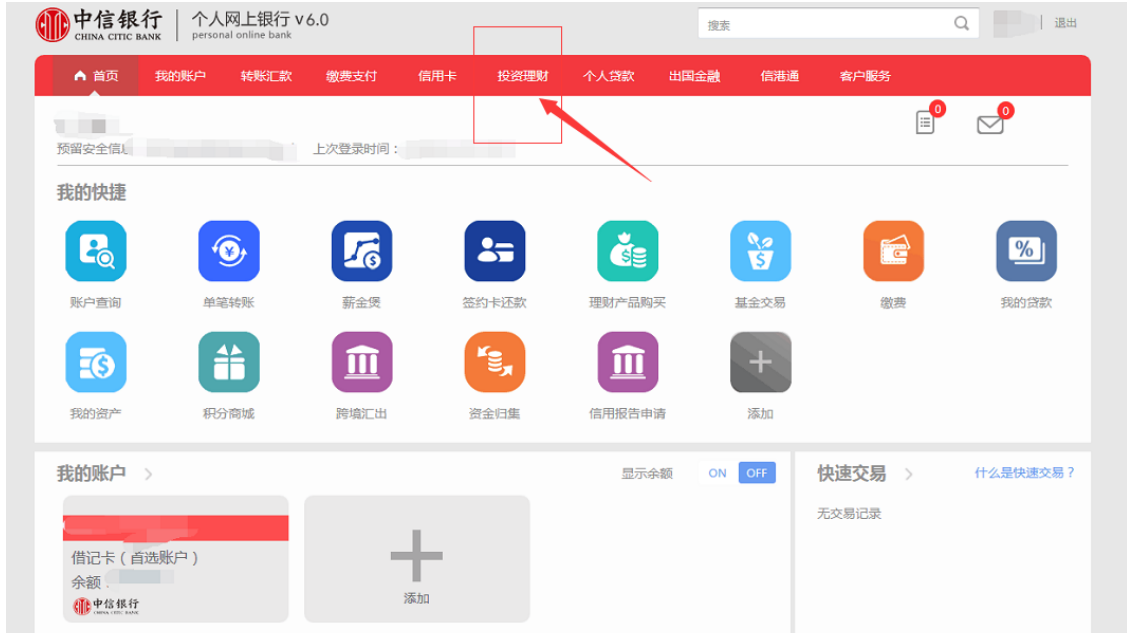 中信银行 个人网上银行 v 6.0
CHINA CITIC BANK personal online bank
搜索 退出
首页 我的账户 转账汇款 缴费支付 信用卡 投资理财 个人贷款 出国金融 信港通 客户服务
0 0
预留安全信息 上次登录时间：
我的快捷
账户查询 单笔转账 薪金煲 签约卡还款 理财产品购买 基金交易 缴费 我的贷款
我的资产 积分商城 跨境汇出 资金归集 信用报告申请 添加
我的账户 显示余额 ON OFF 快速交易 什么是快速交易？
无交易记录
借记卡（首选账户）
余额：
中信银行
CHINA CITIC BANK
添加